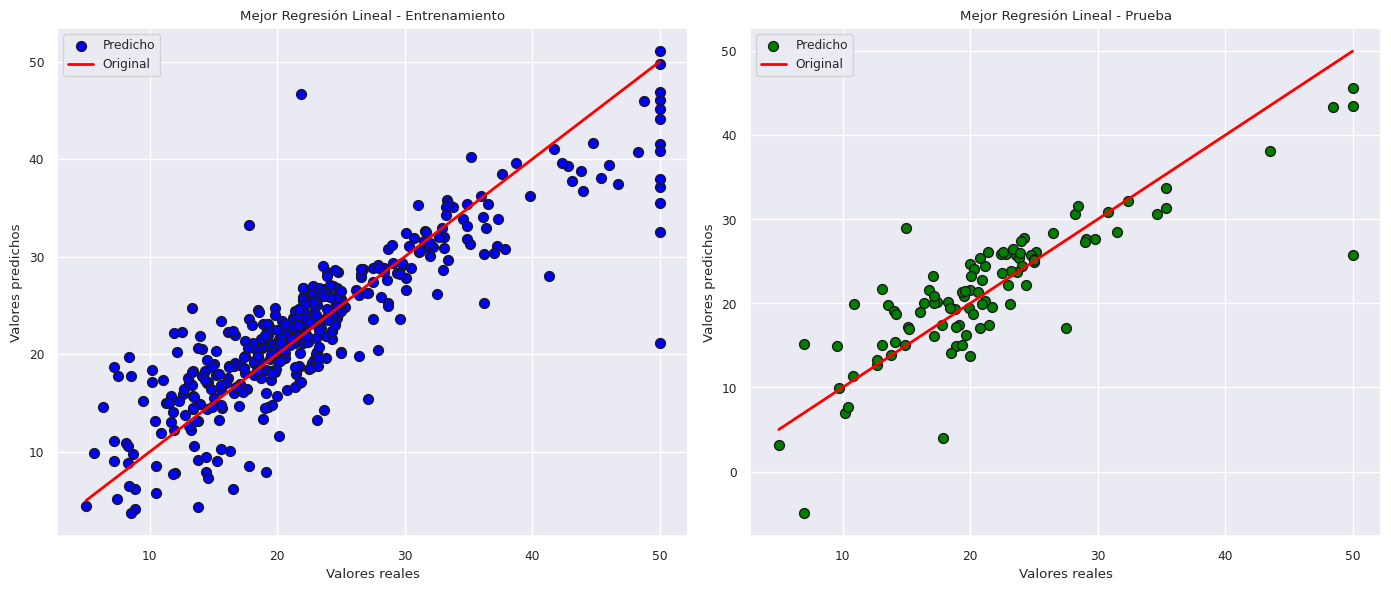 Mejor Regresión Lineal - Entrenamiento
Predicho
Original
50
40
30
20
10
Valores predichos
10 20 30 40 50
Valores reales
Mejor Regresión Lineal - Prueba
Predicho
Original
50
40
30
20
10
0
Valores predichos
10 20 30 40 50
Valores reales